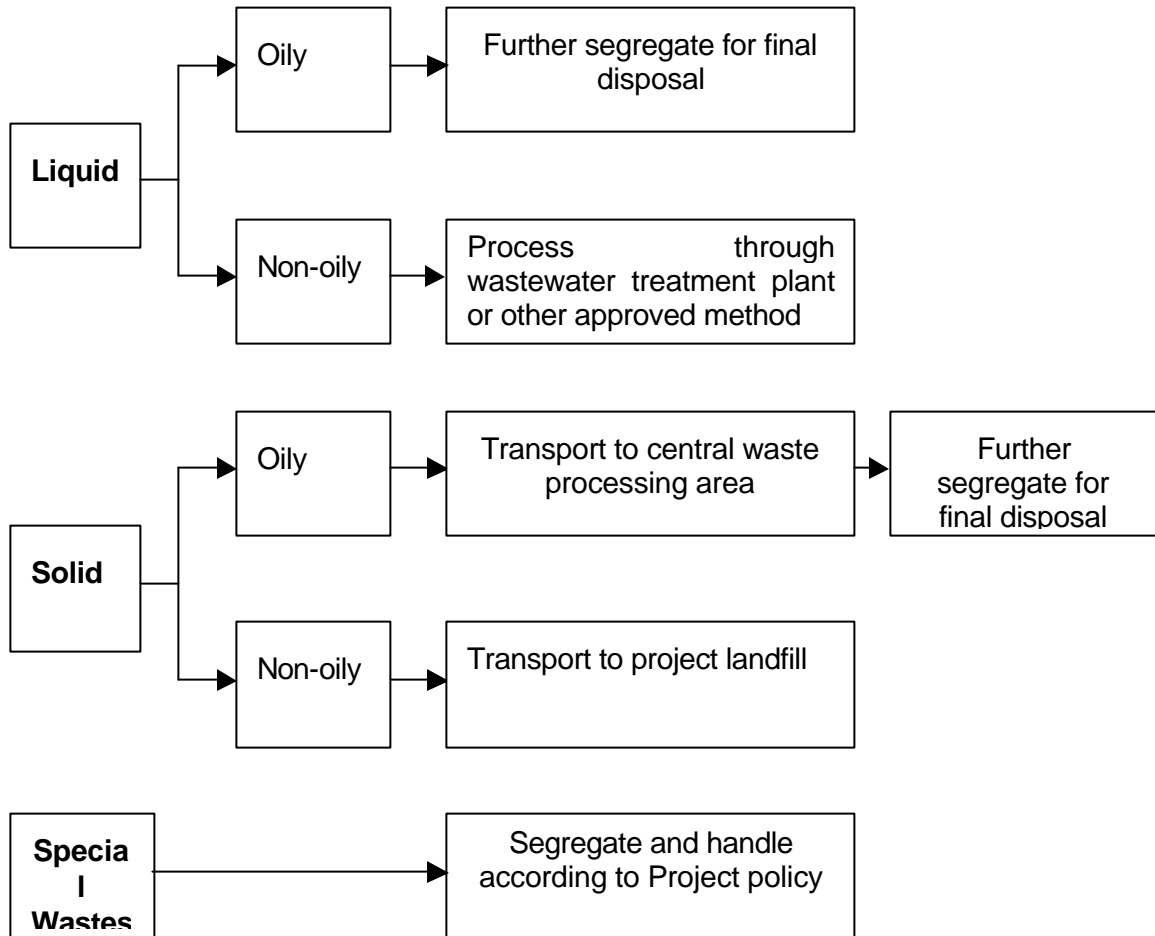 Oily
Further segregate for final
disposal
Liquid
Non-oily
Process through
wastewater treatment plant
or other approved method
Oily
Transport to central waste
processing area
Further
segregate for
final disposal
Solid
Non-oily
Transport to project landfill
Specia
l
Wastes
Segregate and handle
according to Project policy